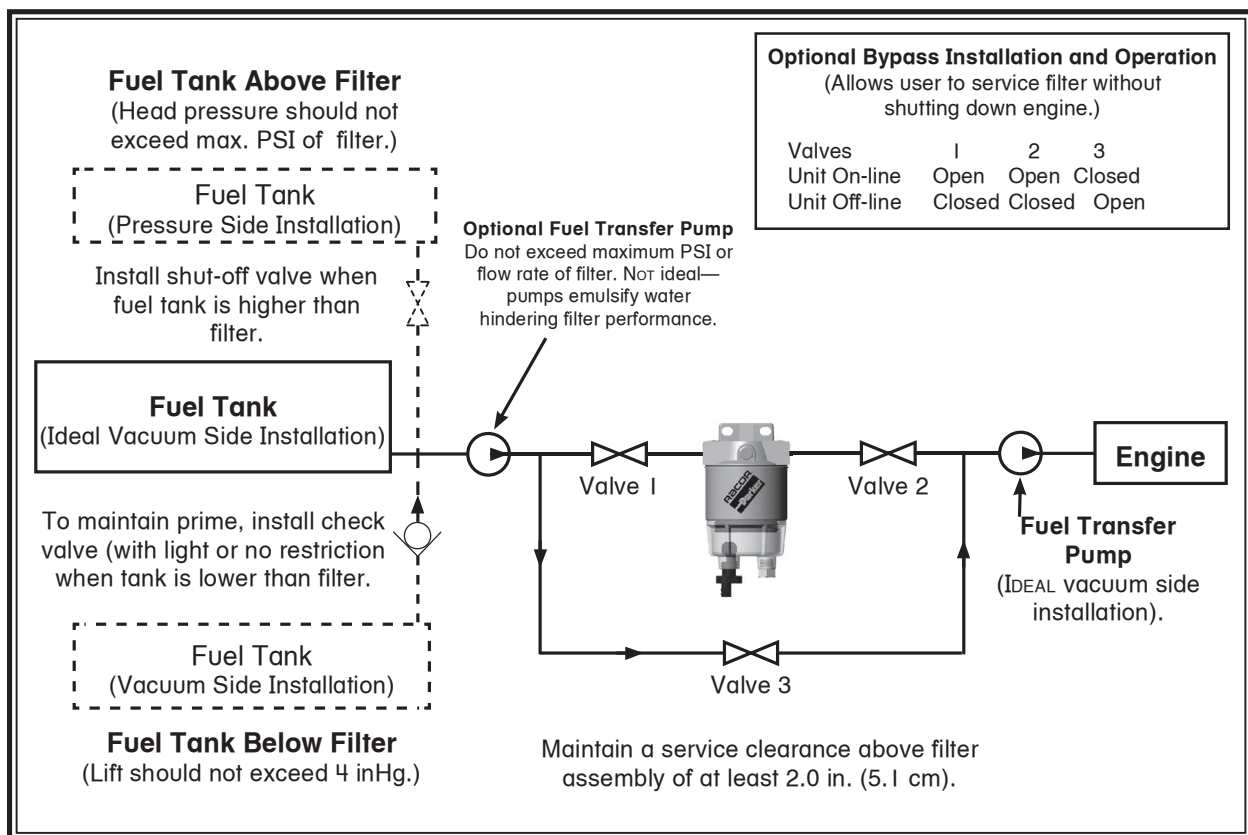 Fuel Tank Above Filter
(Head pressure should not
exceed max. PSI of filter.)
Fuel Tank
(Pressure Side Installation)
Install shut-off valve when
fuel tank is higher than
filter.
Fuel Tank
(Ideal Vacuum Side Installation)
To maintain prime, install check
valve (with light or no restriction
when tank is lower than filter.
Fuel Tank
(Vacuum Side Installation)
Fuel Tank Below Filter
(Lift should not exceed 4 inHg.)
Optional Fuel Transfer Pump
Do not exceed maximum PSI or
flow rate of filter. NOT ideal—
pumps emulsify water
hindering filter performance.
Optional Bypass Installation and Operation
(Allows user to service filter without
shutting down engine.)
Valves 1 2 3
Unit On-line Open Open Closed
Unit Off-line Closed Closed Open
Valve 1
RACOR
Parker
Valve 2
Valve 3
Engine
Fuel Transfer
Pump
(IDEAL vacuum side
installation).
Maintain a service clearance above filter
assembly of at least 2.0 in. (5.1 cm).